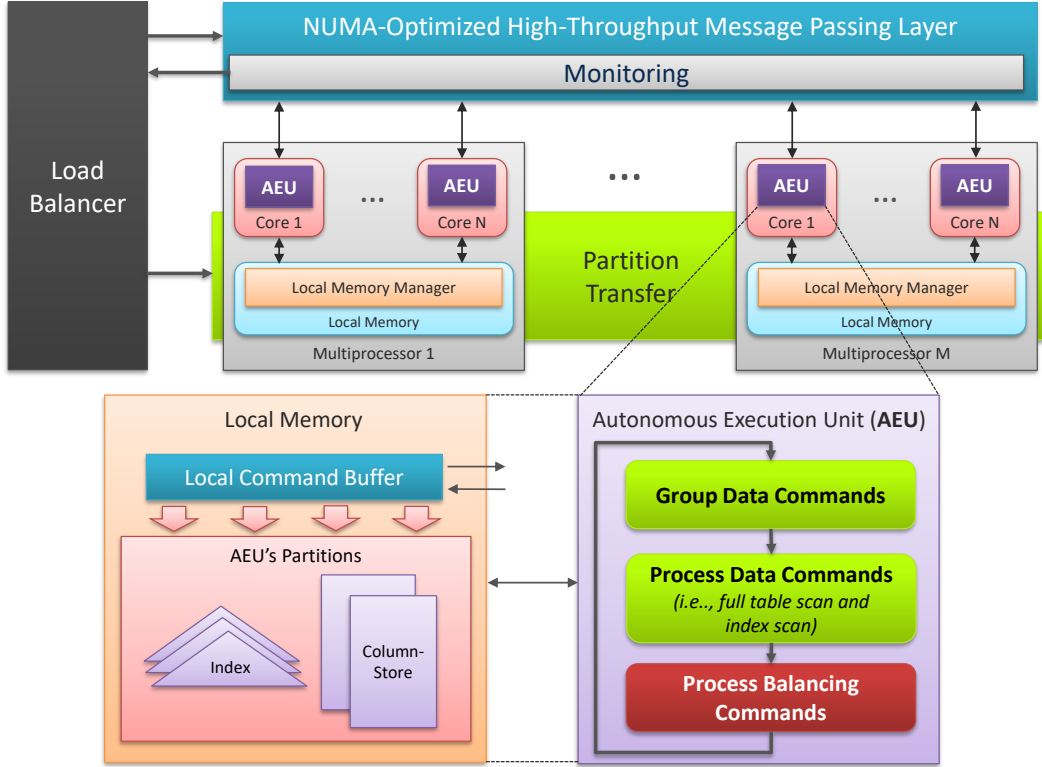 NUMA-Optimized High-Throughput Message Passing Layer
Monitoring
Load
Balancer
AEU
Core 1
...
AEU
Core N
...
AEU
Core 1
...
AEU
Core N
Partition
Transfer
Local Memory Manager
Local Memory
Multiprocessor 1
Local Memory Manager
Local Memory
Multiprocessor M
Local Memory
Local Command Buffer
AEU's Partitions
Index
Column-
Store
Autonomous Execution Unit (AEU)
Group Data Commands
Process Data Commands
(i.e.., full table scan and
index scan)
Process Balancing
Commands